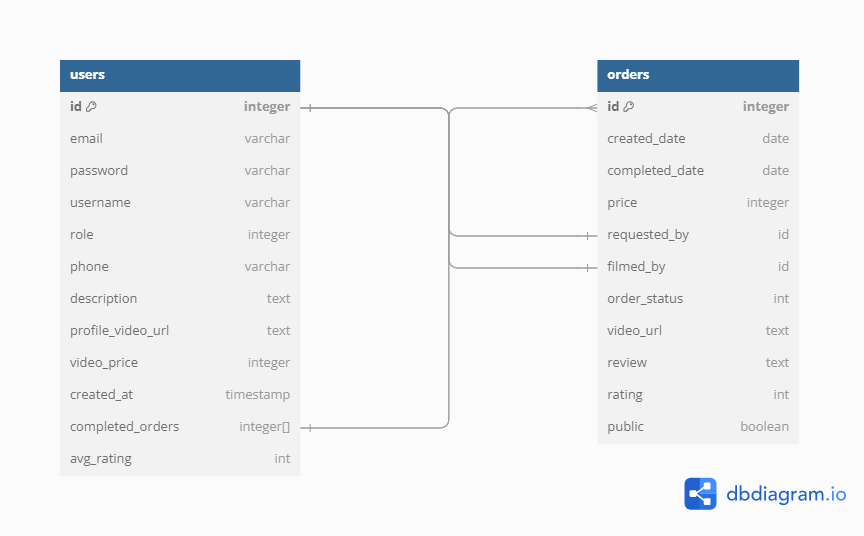 users
id integer
email varchar
password varchar
username varchar
role integer
phone varchar
description text
profile_video_url text
video_price integer
created_at timestamp
completed_orders integer[]
avg_rating int
orders
id integer
created_date date
completed_date date
price integer
requested_by id
filmed_by id
order_status int
video_url text
review text
rating int
public boolean
dbdiagram.io